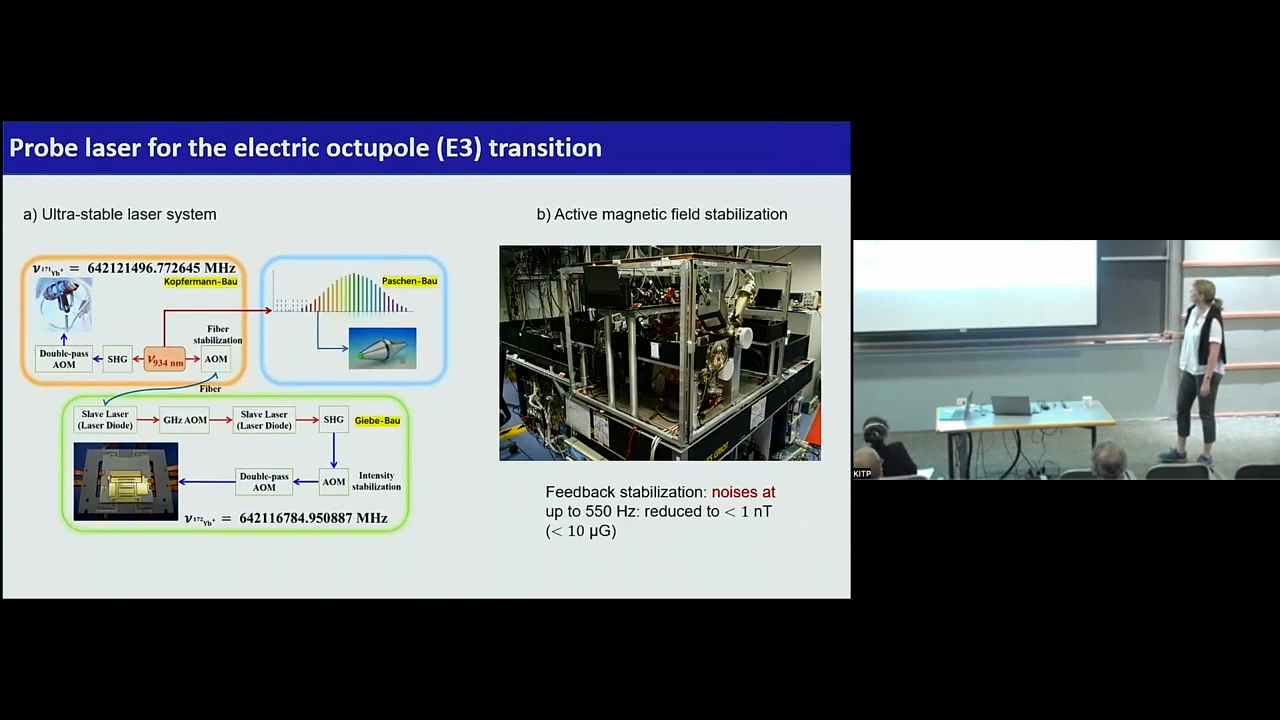 Probe laser for the electric octupole (E3) transition
a) Ultra-stable laser system
b) Active magnetic field stabilization
ν171Yb+ = 642121496.772645 MHz
Kopfermann-Bau
Paschen-Bau
Fiber
stabilization
Double-pass
AOM
SHG
ν934 nm
AOM
Fiber
Slave Laser
(Laser Diode)
GHz AOM
Slave Laser
(Laser Diode)
SHG
Giebe-Bau
Double-pass
AOM
AOM
Intensity
stabilization
ν172Yb+ = 642116784.950887 MHz
Feedback stabilization: noises at
up to 550 Hz: reduced to < 1 nT
(< 10 μG)
KITP